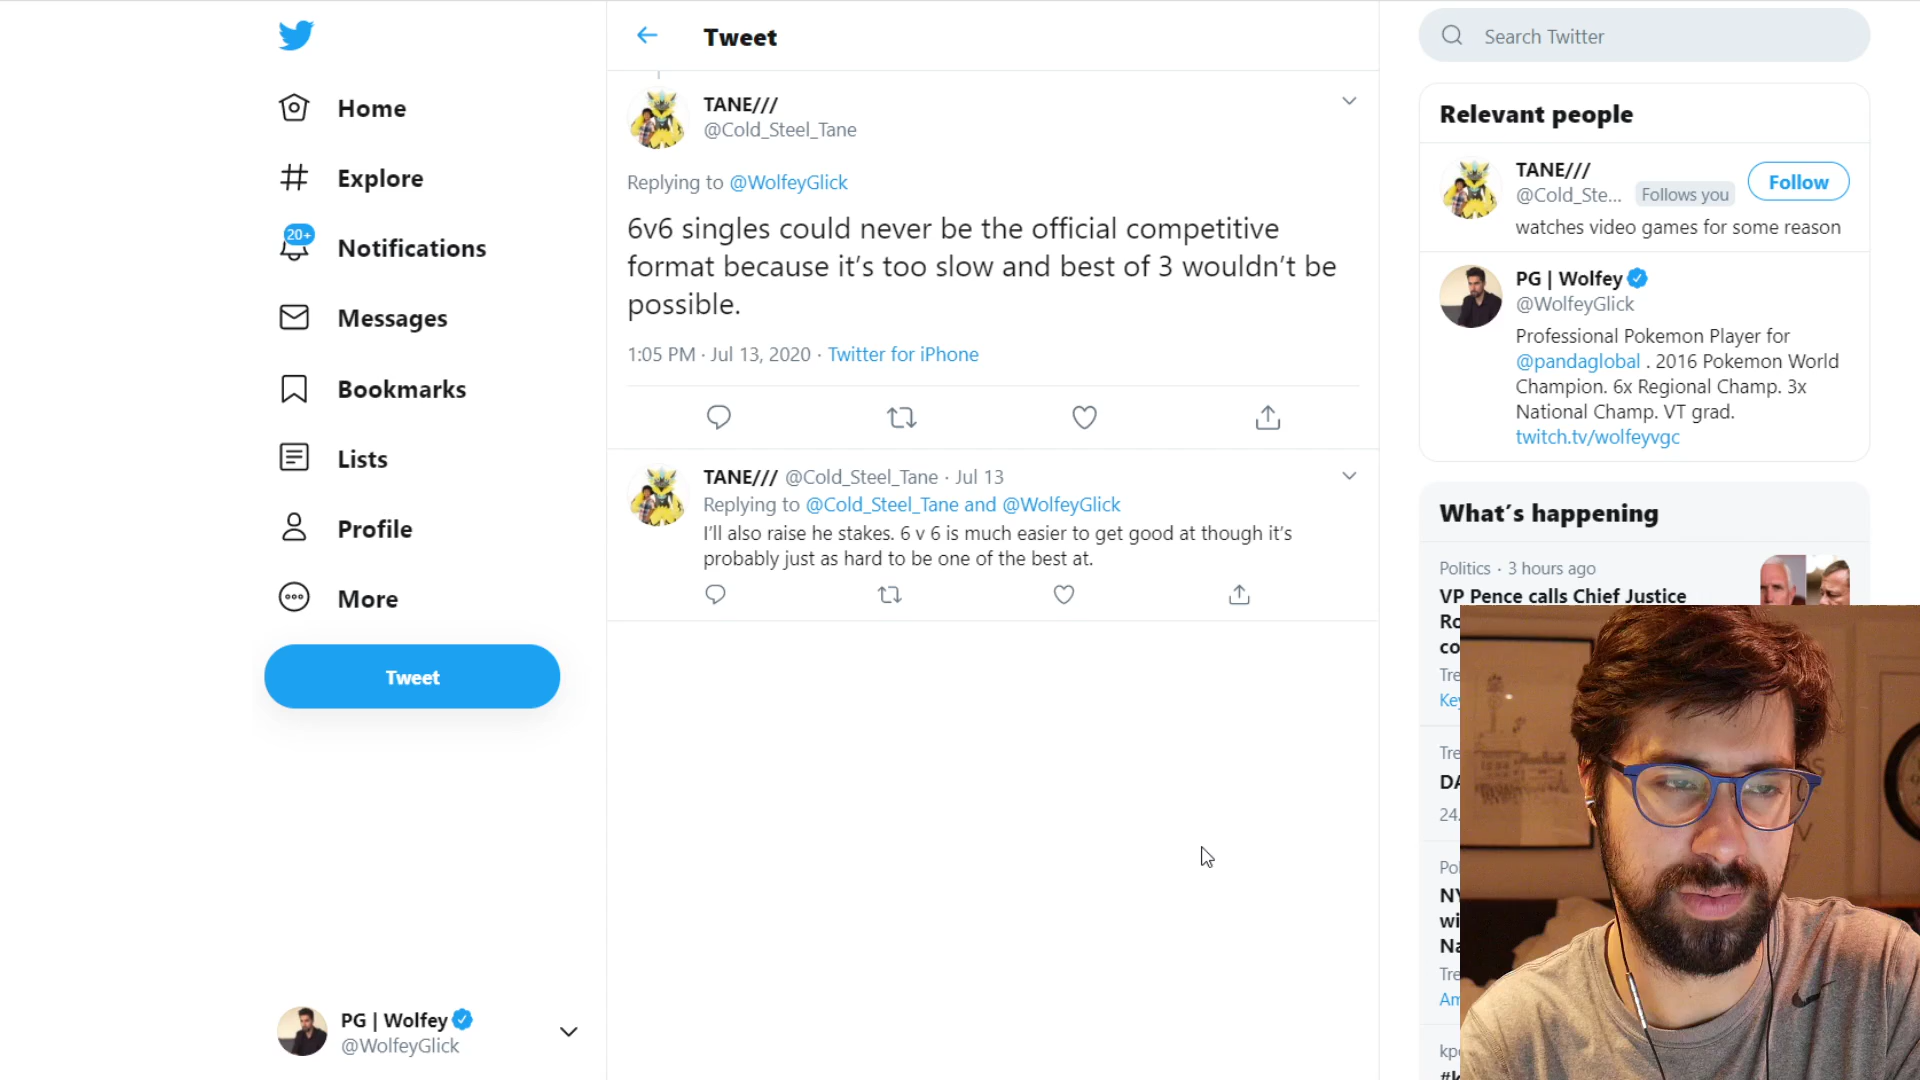 Home
Explore
20+
Notifications
Messages
Bookmarks
Lists
Profile
More
Tweet
PG | Wolfey
@WolfeyGlick
Tweet
TANE///
@Cold_Steel_Tane
Replying to @WolfeyGlick
6v6 singles could never be the official competitive
format because it's too slow and best of 3 wouldn't be
possible.
1:05 PM · Jul 13, 2020 · Twitter for iPhone
TANE/// @Cold_Steel_Tane · Jul 13
Replying to @Cold_Steel_Tane and @WolfeyGlick
I'll also raise he stakes. 6 v 6 is much easier to get good at though it's
probably just as hard to be one of the best at.
Search Twitter
Relevant people
TANE///
@Cold_Ste... Follows you
Follow
watches video games for some reason
PG | Wolfey
@WolfeyGlick
Professional Pokemon Player for
@pandaglobal . 2016 Pokemon World
Champion. 6x Regional Champ. 3x
National Champ. VT grad.
twitch.tv/wolfeyvgc
What's happening
Politics · 3 hours ago
VP Pence calls Chief Justice